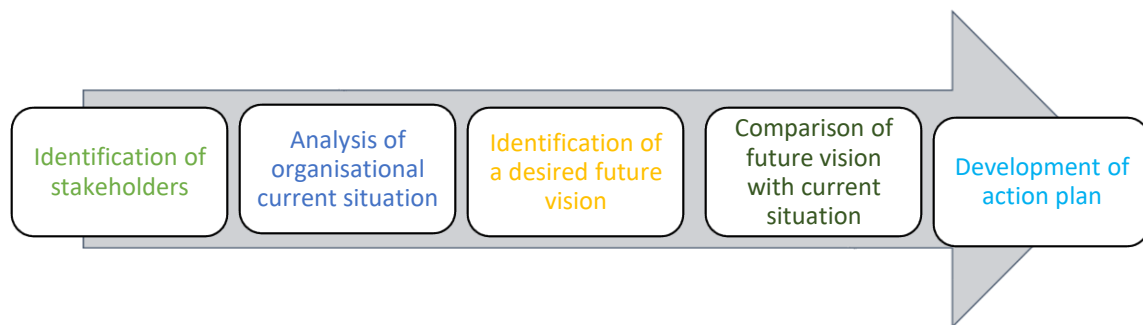 Identification of
stakeholders
Analysis of
organisational
current situation
Identification of
a desired future
vision
Comparison of
future vision
with current
situation
Development of
action plan